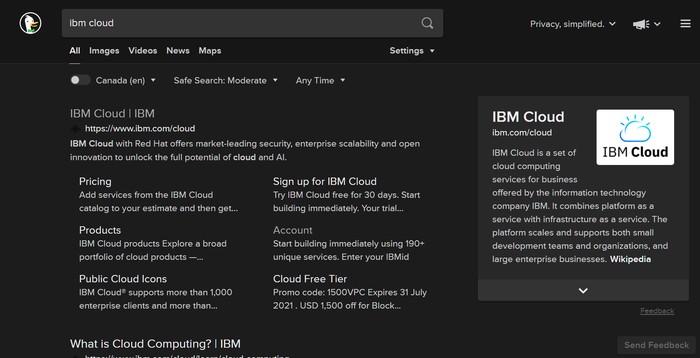 ibm cloud
Privacy, simplified.
All Images Videos News Maps Settings
Canada (en) Safe Search: Moderate Any Time
IBM Cloud | IBM
https://www.ibm.com/cloud
IBM Cloud with Red Hat offers market-leading security, enterprise scalability and open
innovation to unlock the full potential of cloud and AI.
Pricing
Add services from the IBM Cloud
catalog to your estimate and then get...
Sign up for IBM Cloud
Try IBM Cloud free for 30 days. Start
building immediately. Your trial...
Products
IBM Cloud products Explore a broad
portfolio of cloud products —...
Account
Start building immediately using 190+
unique services. Enter your IBMid
Public Cloud Icons
IBM Cloud® supports more than 1,000
enterprise clients and more than...
Cloud Free Tier
Promo code: 1500VPC Expires 31 July
2021 . USD 1,500 off for Block...
What is Cloud Computing? | IBM
https://www.ibm.com/cloud/learn/cloud-computing
IBM Cloud
ibm.com/cloud
IBM Cloud
IBM Cloud is a set of
cloud computing
services for business
offered by the information technology
company IBM. It combines platform as a
service with infrastructure as a service. The
platform scales and supports both small
development teams and organizations, and
large enterprise businesses. Wikipedia
Feedback
Send Feedback